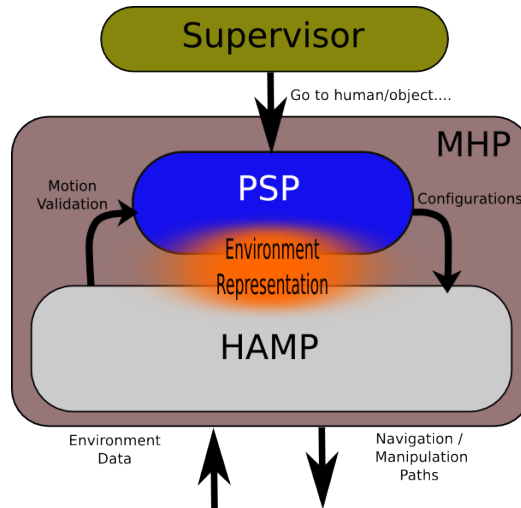 Supervisor
Go to human/object....
MHP
Motion
Validation
PSP
Configurations
Environment
Representation
HAMP
Environment
Data
Navigation /
Manipulation
Paths